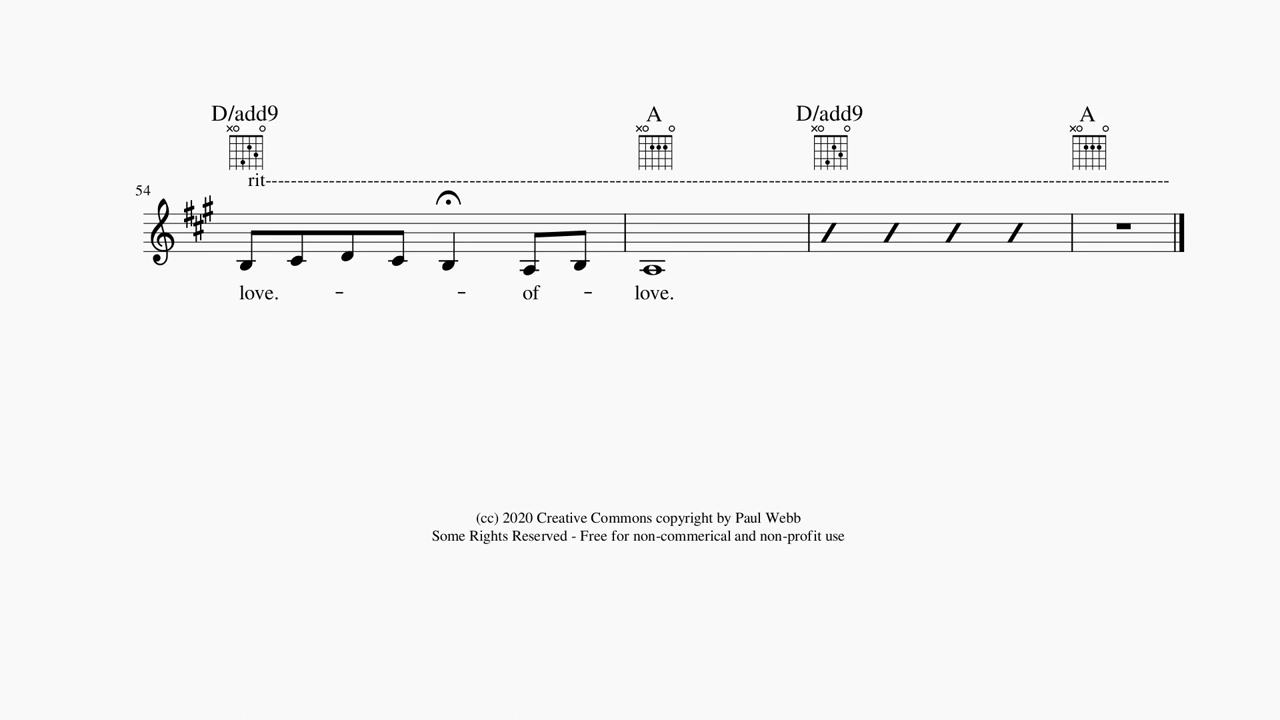 D/add9 A D/add9 A
rit
54
love. - - of - love.
(cc) 2020 Creative Commons copyright by Paul Webb
Some Rights Reserved - Free for non-commerical and non-profit use